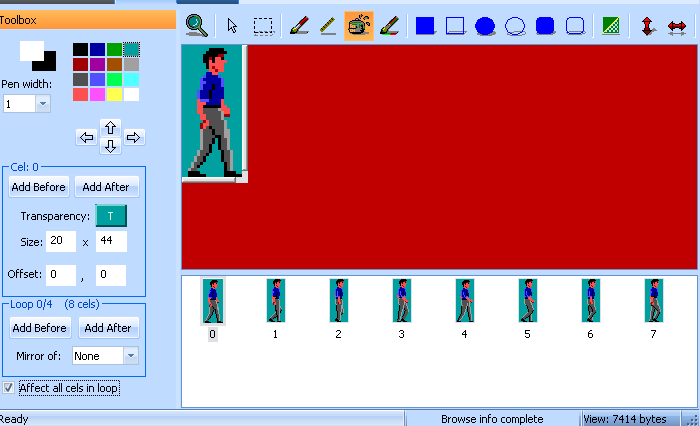 Toolbox
Pen width:
1
Cel: 0
Add Before Add After
Transparency: T
Size: 20 x 44
Offset: 0 , 0
Loop 0/4 (8 cels)
Add Before Add After
Mirror of: None
Affect all cels in loop
0 1 2 3 4 5 6 7
Ready Browse info complete View: 7414 bytes